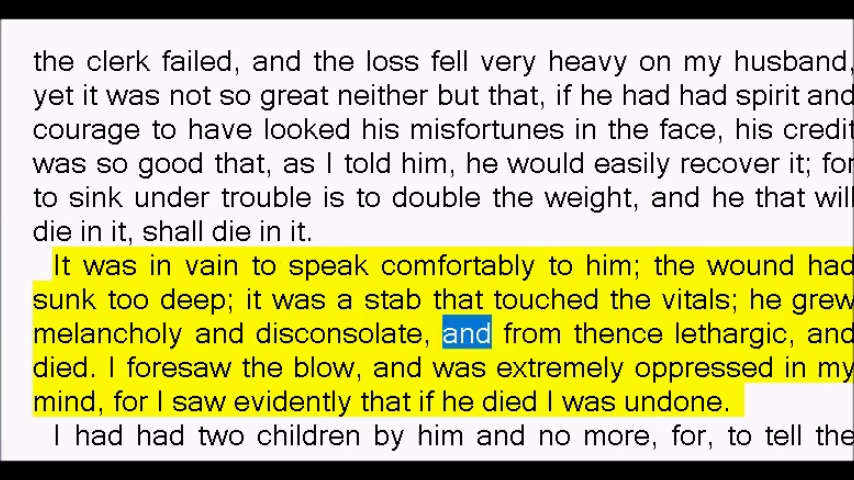 the clerk failed, and the loss fell very heavy on my husband,
yet it was not so great neither but that, if he had had spirit and
courage to have looked his misfortunes in the face, his credit
was so good that, as I told him, he would easily recover it; for
to sink under trouble is to double the weight, and he that will
die in it, shall die in it.
It was in vain to speak comfortably to him; the wound had
sunk too deep; it was a stab that touched the vitals; he grew
melancholy and disconsolate, and from thence lethargic, and
died. I foresaw the blow, and was extremely oppressed in my
mind, for I saw evidently that if he died I was undone.
I had had two children by him and no more, for, to tell the